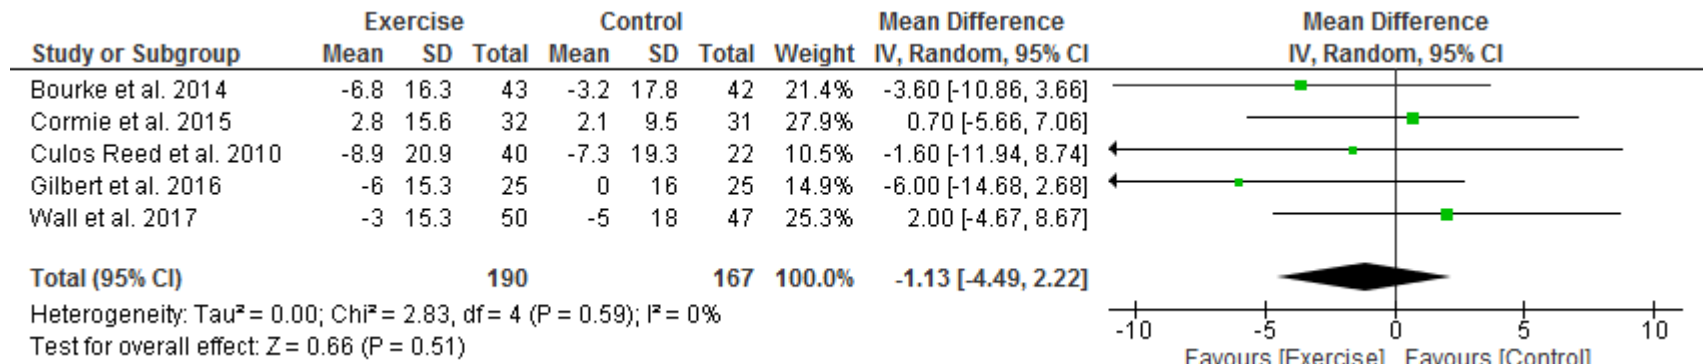 Exercise Control Mean Difference Mean Difference
Study or Subgroup Mean SD Total Mean SD Total Weight IV, Random, 95% CI IV, Random, 95% CI
Bourke et al. 2014 -6.8 16.3 43 -3.2 17.8 42 21.4% -3.60 [-10.86, 3.66]
Cormie et al. 2015 2.8 15.6 32 2.1 9.5 31 27.9% 0.70 [-5.66, 7.06]
Culos Reed et al. 2010 -8.9 20.9 40 -7.3 19.3 22 10.5% -1.60 [-11.94, 8.74]
Gilbert et al. 2016 -6 15.3 25 0 16 25 14.9% -6.00 [-14.68, 2.68]
Wall et al. 2017 -3 15.3 50 -5 18 47 25.3% 2.00 [-4.67, 8.67]
Total (95% CI) 190 167 100.0% -1.13 [-4.49, 2.22]
Heterogeneity: Tau² = 0.00; Chi² = 2.83, df = 4 (P = 0.59); I² = 0%
Test for overall effect: Z = 0.66 (P = 0.51)
-10 -5 0 5 10
Favours [Exercise] Favours [Control]